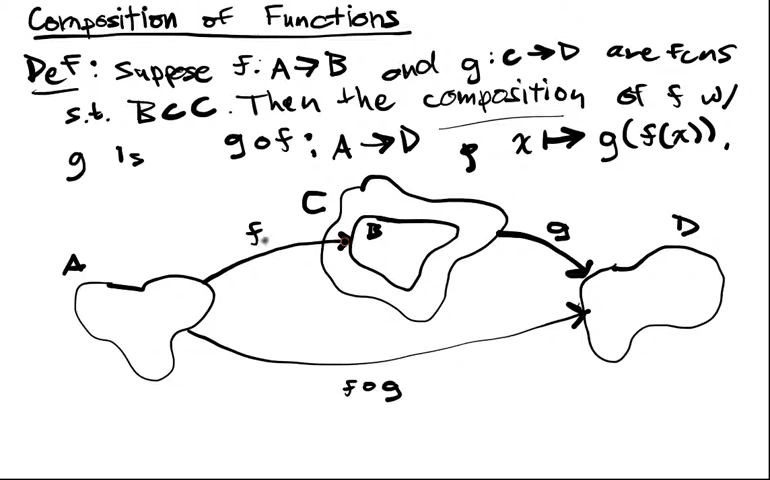 Composition of Functions
Def: Suppose f: A→B and g: C→D are fcns
s.t. B⊂C. Then the composition of f w/
g is g∘f: A→D x↦g(f(x)).
C
f
B
g
D
A
f∘g